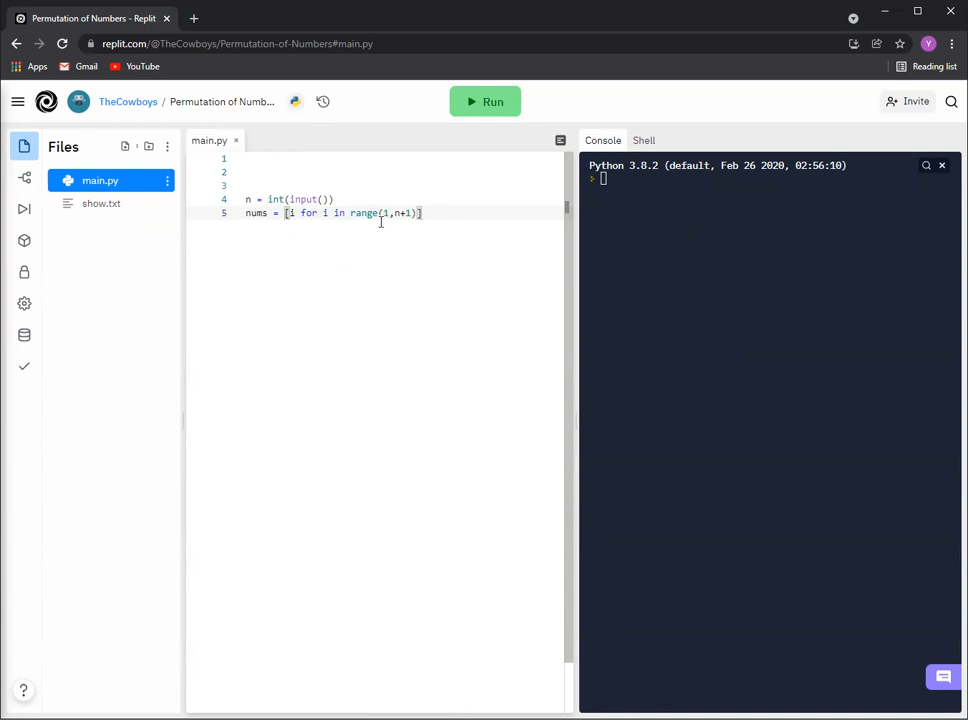 Permutation of Numbers - Replit
replit.com/@TheCowboys/Permutation-of-Numbers#main.py
Y
Apps
Gmail
YouTube
Reading list
TheCowboys / Permutation of Numb...
Run
Invite
Files
main.py
show.txt
main.py
1
2
3
4 n = int(input())
5 nums = [i for i in range(1,n+1)]
Console
Shell
Python 3.8.2 (default, Feb 26 2020, 02:56:10)
>
?